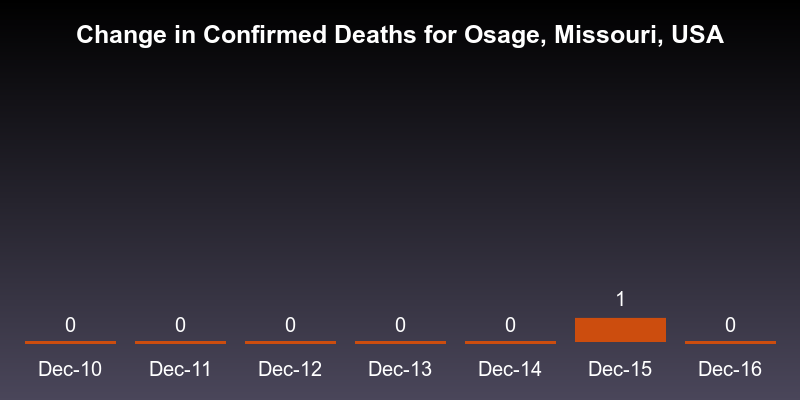 Change in Confirmed Deaths for Osage, Missouri, USA
0 0 0 0 0 1 0
Dec-10 Dec-11 Dec-12 Dec-13 Dec-14 Dec-15 Dec-16